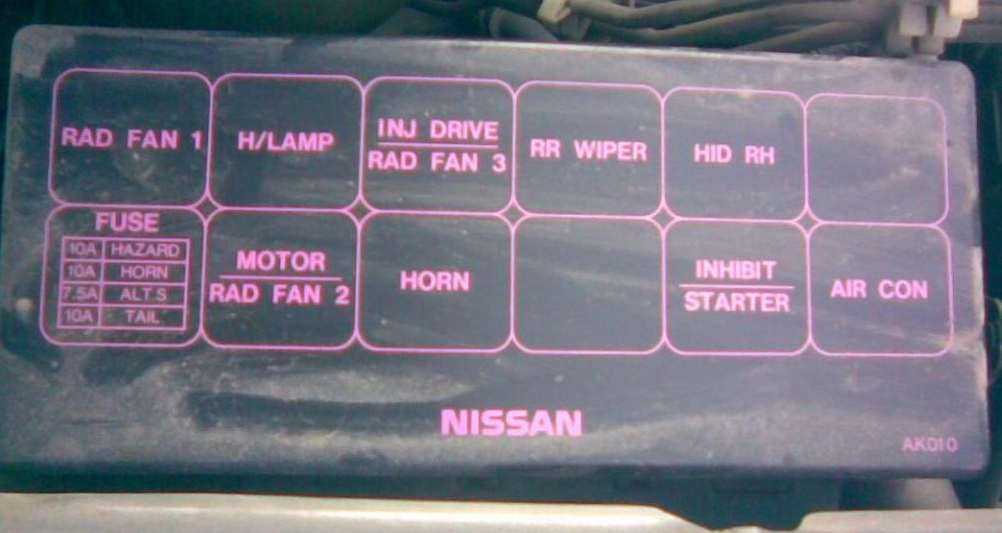 RAD FAN 1
H/LAMP
INJ DRIVE
RAD FAN 3
RR WIPER
HID RH
FUSE
10A HAZARD
10A HORN
7.5A ALT.S
10A TAIL
MOTOR
RAD FAN 2
HORN
INHIBIT
STARTER
AIR CON
NISSAN
AK010